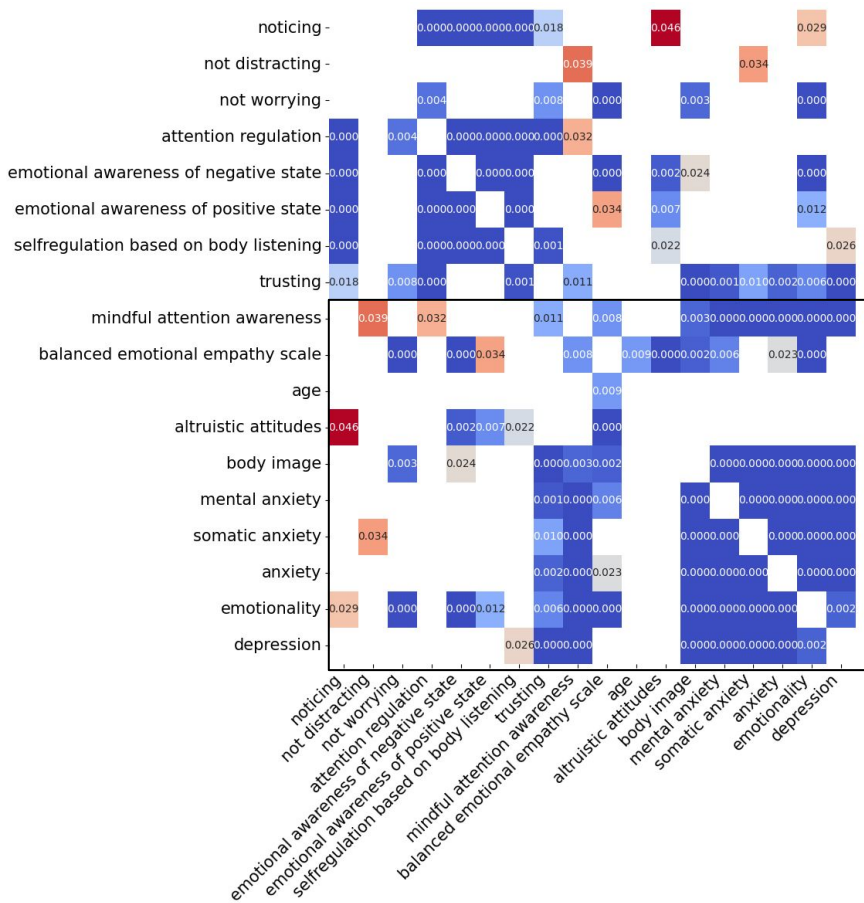 noticing 0.000 0.000 0.000 0.000 0.018 0.046 0.029
not distracting 0.039 0.034
not worrying 0.004 0.008 0.000 0.003 0.000
attention regulation 0.000 0.004 0.000 0.000 0.000 0.000 0.032
emotional awareness of negative state 0.000 0.000 0.000 0.000 0.000 0.002 0.024 0.000
emotional awareness of positive state 0.000 0.000 0.000 0.000 0.034 0.007 0.012
selfregulation based on body listening 0.000 0.000 0.000 0.000 0.001 0.022 0.026
trusting 0.018 0.008 0.000 0.001 0.011 0.000 0.001 0.010 0.002 0.006 0.000
mindful attention awareness 0.039 0.032 0.011 0.008 0.003 0.000 0.000 0.000 0.000 0.000
balanced emotional empathy scale 0.000 0.000 0.034 0.008 0.009 0.000 0.002 0.006 0.023 0.000
age 0.009
altruistic attitudes 0.046 0.002 0.007 0.022 0.000
body image 0.003 0.024 0.000 0.003 0.002 0.000 0.000 0.000 0.000 0.000
mental anxiety 0.001 0.000 0.006 0.000 0.000 0.000 0.000 0.000
somatic anxiety 0.034 0.010 0.000 0.000 0.000 0.000 0.000 0.000
anxiety 0.002 0.000 0.023 0.000 0.000 0.000 0.000 0.000
emotionality 0.029 0.000 0.000 0.012 0.006 0.000 0.000 0.000 0.000 0.000 0.000 0.002
depression 0.026 0.000 0.000 0.000 0.000 0.000 0.000 0.002
noticing
not distracting
not worrying
attention regulation
emotional awareness of negative state
emotional awareness of positive state
selfregulation based on body listening
trusting
mindful attention awareness
balanced emotional empathy scale
age
altruistic attitudes
body image
mental anxiety
somatic anxiety
anxiety
emotionality
depression